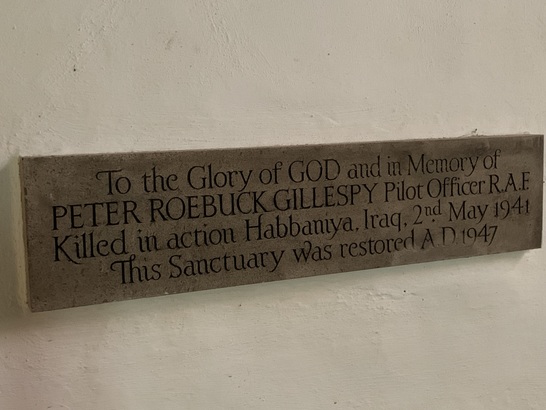 To the Glory of GOD and in Memory of
PETER ROEBUCK GILLESPY Pilot Officer R.A.F.
Killed in action Habbaniya, Iraq, 2nd May 1941
This Sanctuary was restored A.D. 1947